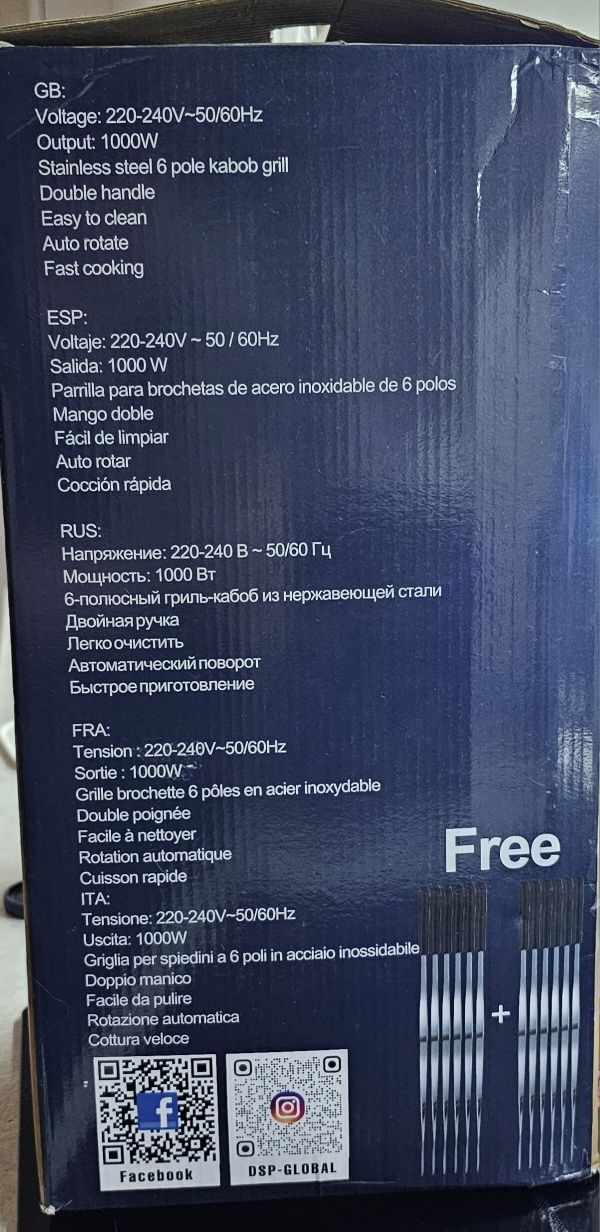 GB:
Voltage: 220-240V~50/60Hz
Output: 1000W
Stainless steel 6 pole kabob grill
Double handle
Easy to clean
Auto rotate
Fast cooking
ESP:
Voltaje: 220-240V ~ 50 / 60Hz
Salida: 1000 W
Parrilla para brochetas de acero inoxidable de 6 polos
Mango doble
Fácil de limpiar
Auto rotar
Cocción rápida
RUS:
Напряжение: 220-240 В ~ 50/60 Гц
Мощность: 1000 Вт
6-полюсный гриль-кабоб из нержавеющей стали
Двойная ручка
Легко очистить
Автоматический поворот
Быстрое приготовление
FRA:
Tension : 220-240V~50/60Hz
Sortie : 1000W
Grille brochette 6 pôles en acier inoxydable
Double poignée
Facile à nettoyer
Rotation automatique
Cuisson rapide
ITA:
Tensione: 220-240V~50/60Hz
Uscita: 1000W
Griglia per spiedini a 6 poli in acciaio inossidabile
Doppio manico
Facile da pulire
Rotazione automatica
Cottura veloce
Free
+
Facebook
DSP-GLOBAL